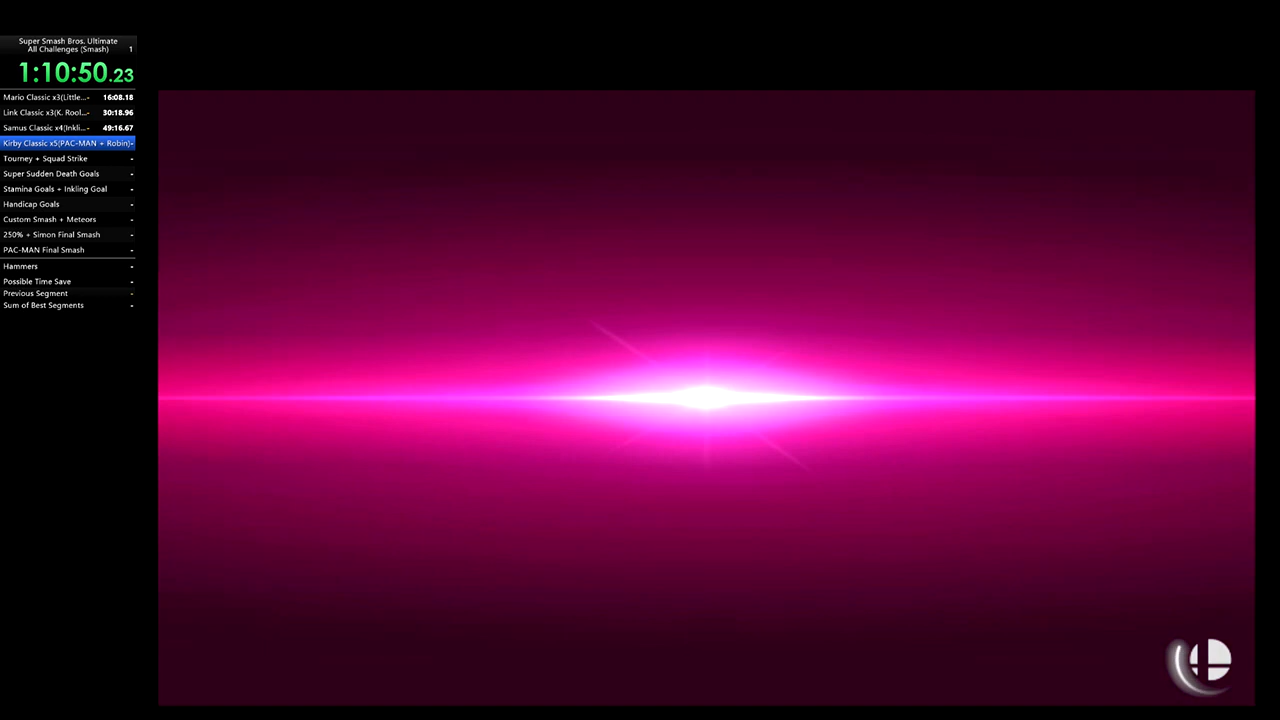 Super Smash Bros. Ultimate
All Challenges (Smash) 1
1:10:50.23
Mario Classic x3(Little...- 16:08.18
Link Classic x3(K. Rool...- 30:18.96
Samus Classic x4(Inkli...- 49:16.67
Kirby Classic x5(PAC-MAN + Robin)-
Tourney + Squad Strike -
Super Sudden Death Goals -
Stamina Goals + Inkling Goal -
Handicap Goals -
Custom Smash + Meteors -
250% + Simon Final Smash -
PAC-MAN Final Smash -
Hammers -
Possible Time Save -
Previous Segment -
Sum of Best Segments -